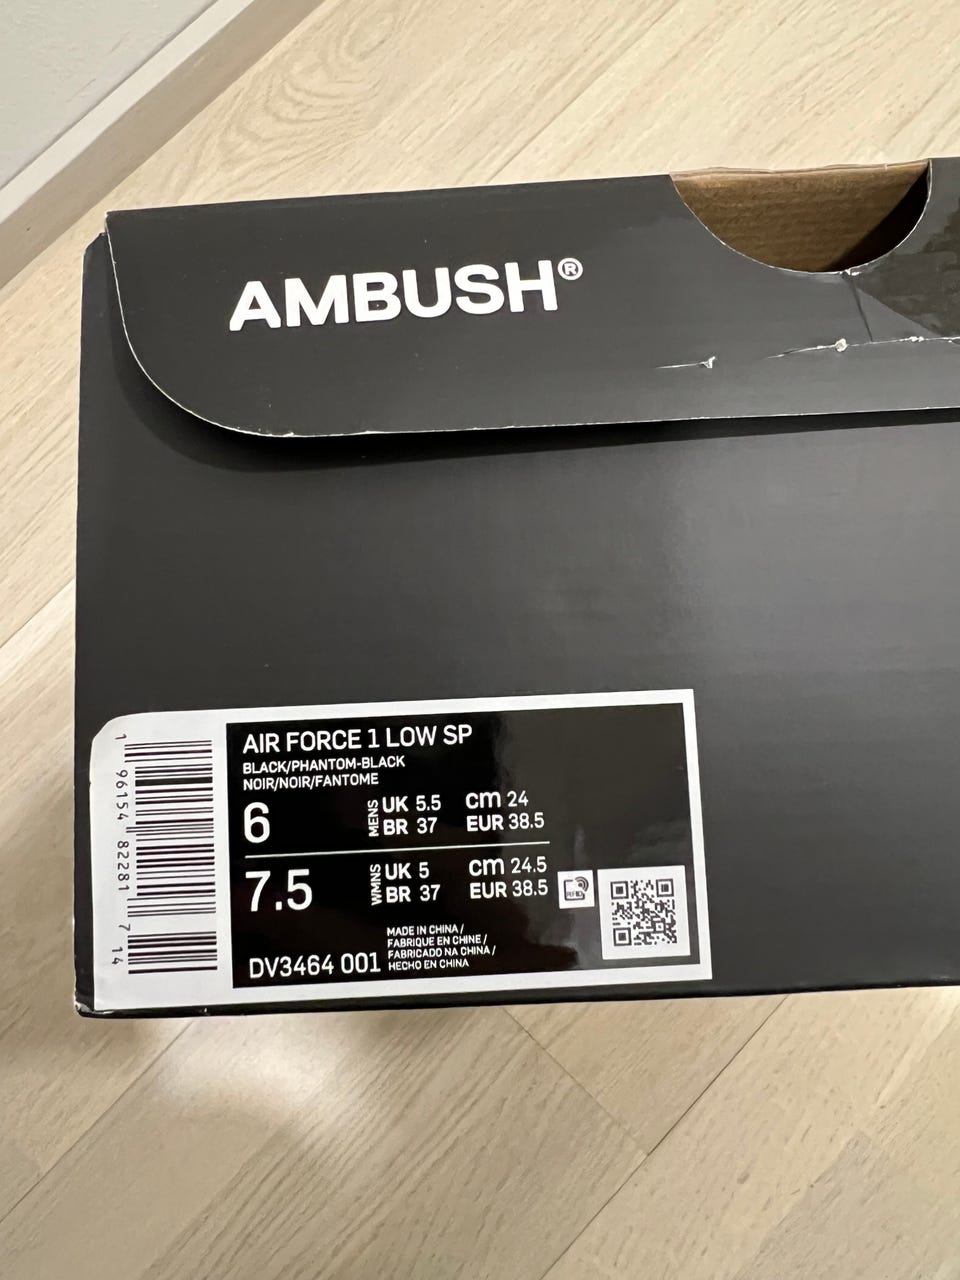 AMBUSH®
AIR FORCE 1 LOW SP
BLACK/PHANTOM-BLACK
NOIR/NOIR/FANTOME
6 MENS UK 5.5 cm 24
BR 37 EUR 38.5
7.5 WMNS UK 5 cm 24.5
BR 37 EUR 38.5
MADE IN CHINA /
FABRIQUE EN CHINE /
FABRICADO NA CHINA /
HECHO EN CHINA
DV3464 001
1 96154 82281 7 14